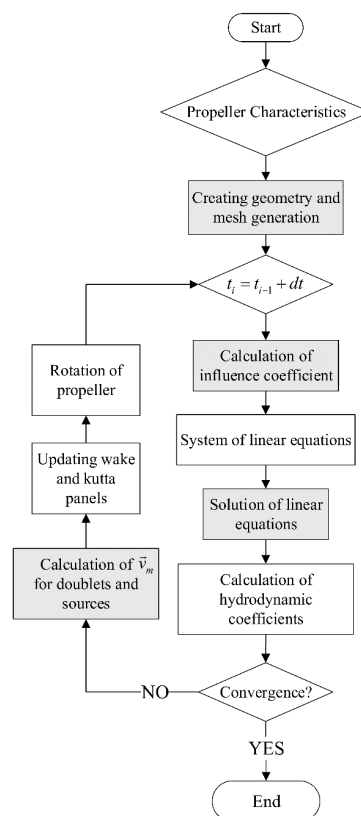 Start
Propeller Characteristics
Creating geometry and
mesh generation
t_i = t_{i-1} + dt
Calculation of
influence coefficient
System of linear equations
Solution of linear
equations
Calculation of
hydrodynamic
coefficients
Convergence?
NO
Calculation of \vec{v}_m
for doublets and
sources
Updating wake
and kutta
panels
Rotation of
propeller
YES
End